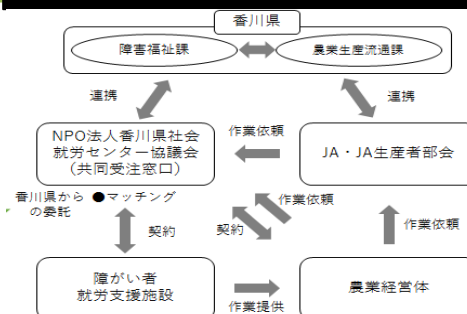 香川県
障害福祉課
農業生産流通課
連携
連携
NPO法人香川県社会
就労センター協議会
（共同受注窓口）
作業依頼
JA・JA生産者部会
香川県から ●マッチング
の委託
契約
契約
作業依頼
作業依頼
障がい者
就労支援施設
作業提供
農業経営体